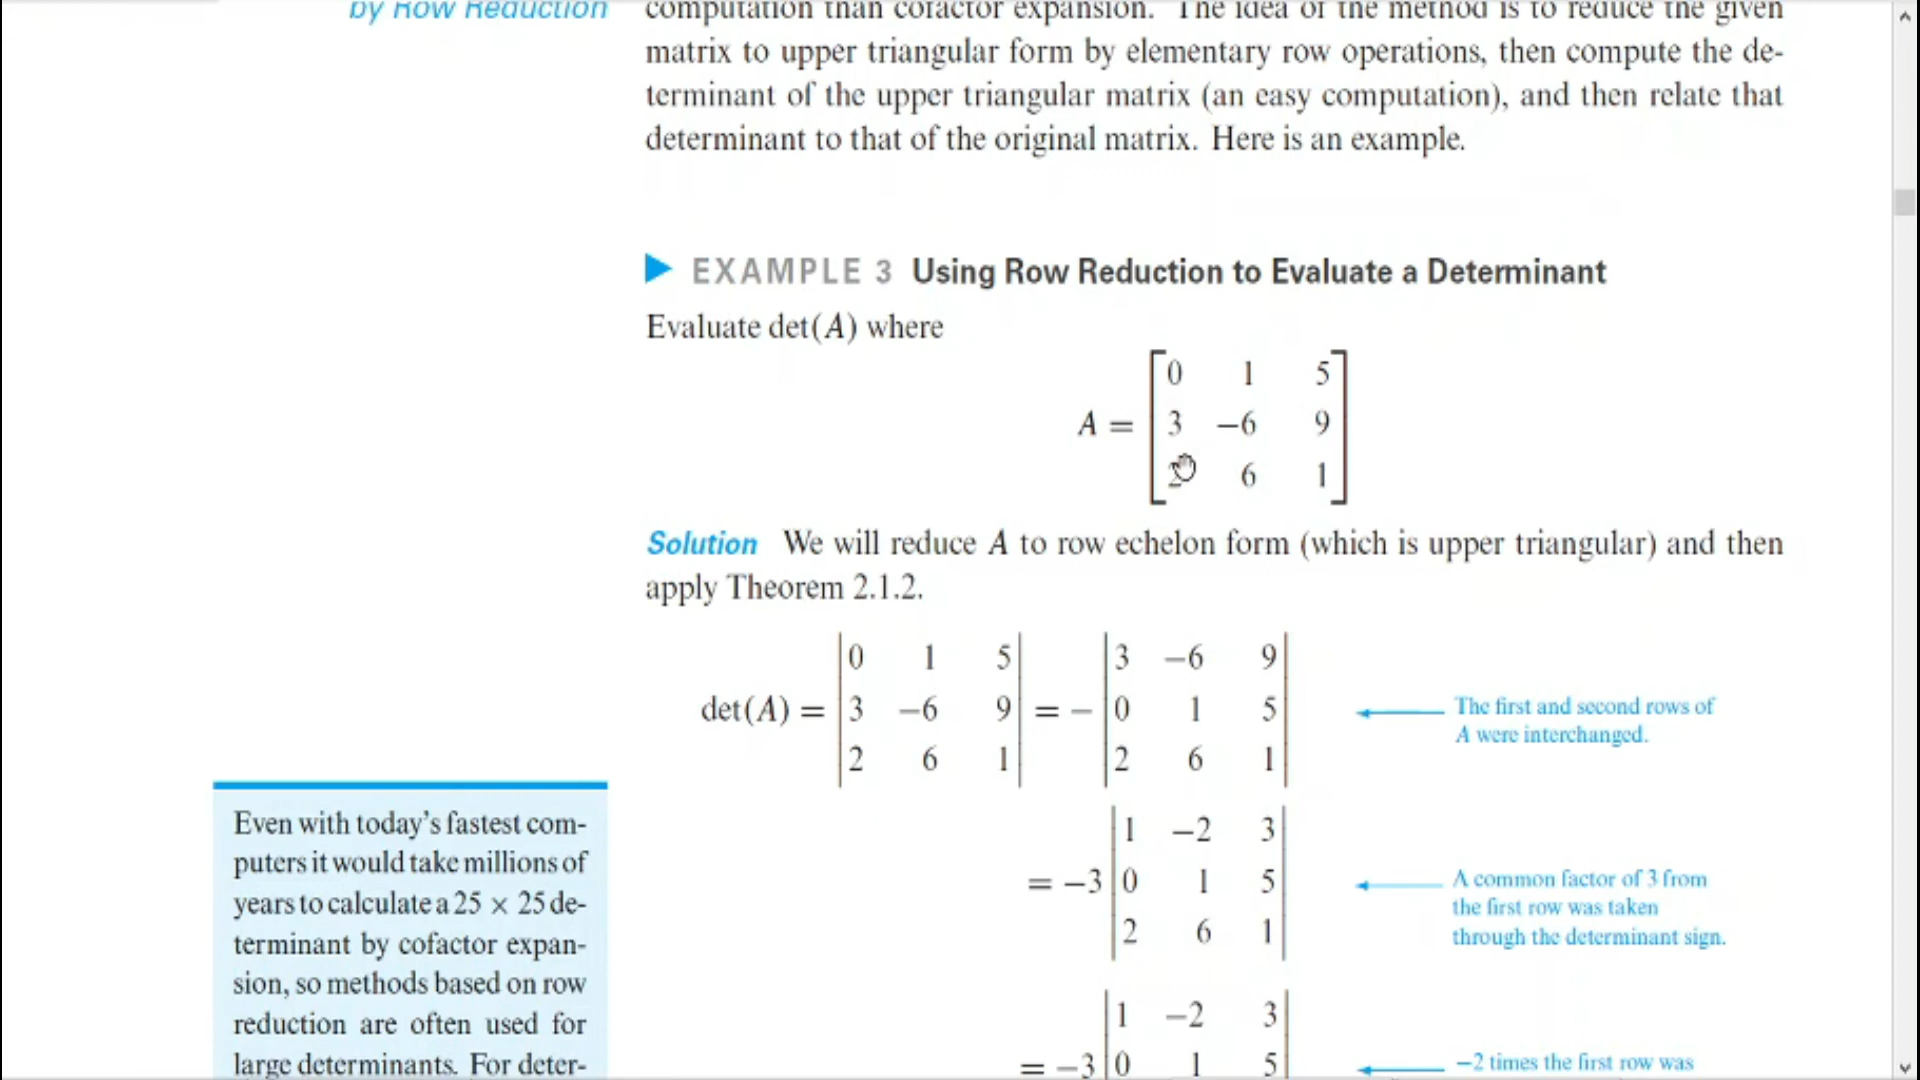 by Row Reduction
computation than cofactor expansion. The idea of the method is to reduce the given
matrix to upper triangular form by elementary row operations, then compute the de-
terminant of the upper triangular matrix (an easy computation), and then relate that
determinant to that of the original matrix. Here is an example.
EXAMPLE 3 Using Row Reduction to Evaluate a Determinant
Evaluate det(A) where
0 1 5
A = 3 −6 9
6 1
Solution We will reduce A to row echelon form (which is upper triangular) and then
apply Theorem 2.1.2.
0 1 5 3 −6 9
det(A) = 3 −6 9 = − 0 1 5
2 6 1 2 6 1
The first and second rows of
A were interchanged.
1 −2 3
= −3 0 1 5
2 6 1
A common factor of 3 from
the first row was taken
through the determinant sign.
1 −2 3
= −3 0 1 5
−2 times the first row was
Even with today's fastest com-
puters it would take millions of
years to calculate a 25 × 25 de-
terminant by cofactor expan-
sion, so methods based on row
reduction are often used for
large determinants. For deter-